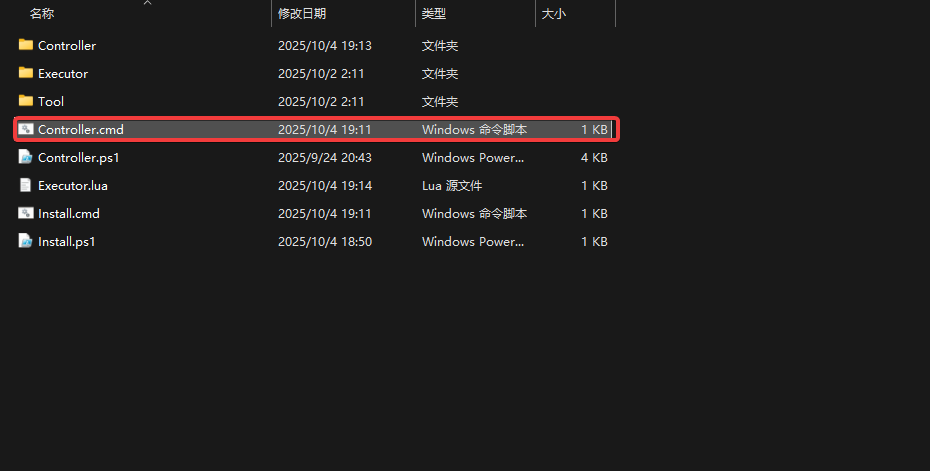 名称 修改日期 类型 大小
Controller 2025/10/4 19:13 文件夹
Executor 2025/10/2 2:11 文件夹
Tool 2025/10/2 2:11 文件夹
Controller.cmd 2025/10/4 19:11 Windows 命令脚本 1 KB
Controller.ps1 2025/9/24 20:43 Windows Power... 4 KB
Executor.lua 2025/10/4 19:14 Lua 源文件 1 KB
Install.cmd 2025/10/4 19:11 Windows 命令脚本 1 KB
Install.ps1 2025/10/4 18:50 Windows Power... 1 KB